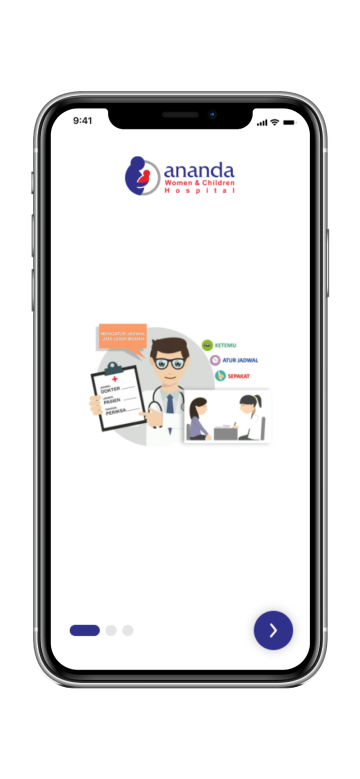 9:41
ananda
Women & Children
Hospital
MENGATUR JADWAL
JADI LEBIH MUDAH
KETEMU
ATUR JADWAL
SEPAKAT
DOKTER
PASIEN
PERIKSA